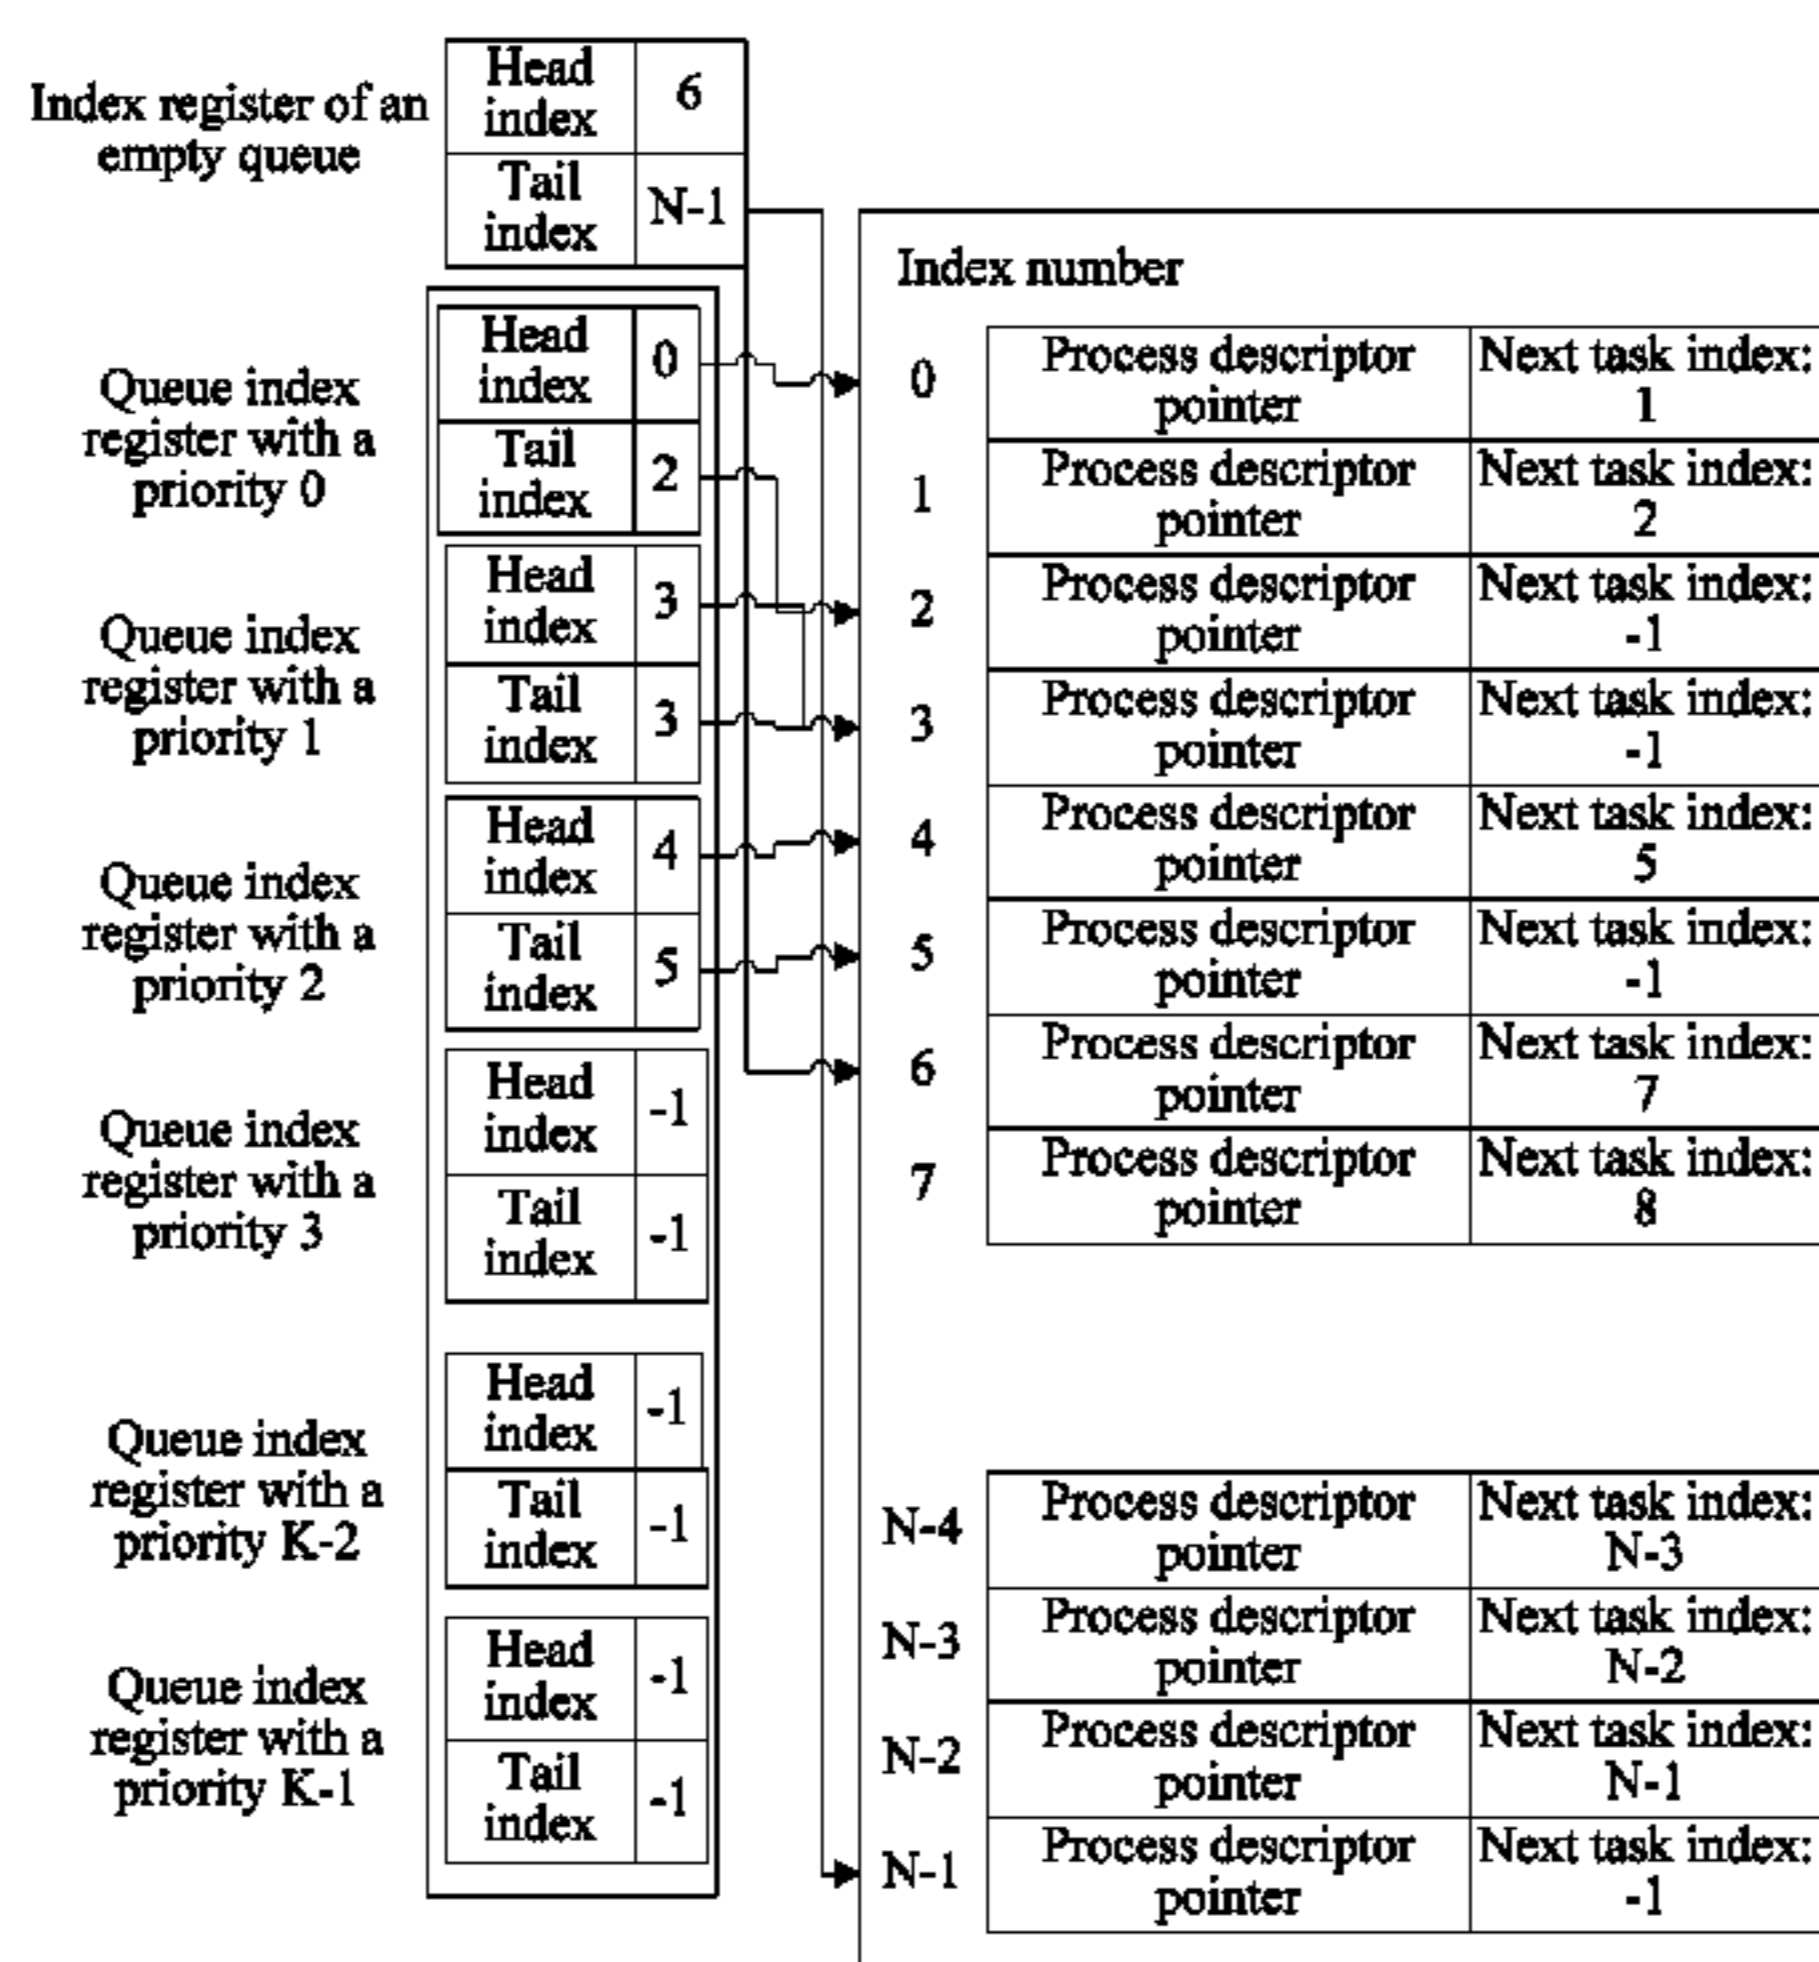 Index register of an
empty queue
Head
index
6
Tail
index
N-1
Queue index
register with a
priority 0
Head
index
0
Tail
index
2
Queue index
register with a
priority 1
Head
index
3
Tail
index
3
Queue index
register with a
priority 2
Head
index
4
Tail
index
5
Queue index
register with a
priority 3
Head
index
-1
Tail
index
-1
Queue index
register with a
priority K-2
Head
index
-1
Tail
index
-1
Queue index
register with a
priority K-1
Head
index
-1
Tail
index
-1
Index number
0
Process descriptor
pointer
Next task index:
1
1
Process descriptor
pointer
Next task index:
2
2
Process descriptor
pointer
Next task index:
-1
3
Process descriptor
pointer
Next task index:
-1
4
Process descriptor
pointer
Next task index:
5
5
Process descriptor
pointer
Next task index:
-1
6
Process descriptor
pointer
Next task index:
7
7
Process descriptor
pointer
Next task index:
8
N-4
Process descriptor
pointer
Next task index:
N-3
N-3
Process descriptor
pointer
Next task index:
N-2
N-2
Process descriptor
pointer
Next task index:
N-1
N-1
Process descriptor
pointer
Next task index:
-1